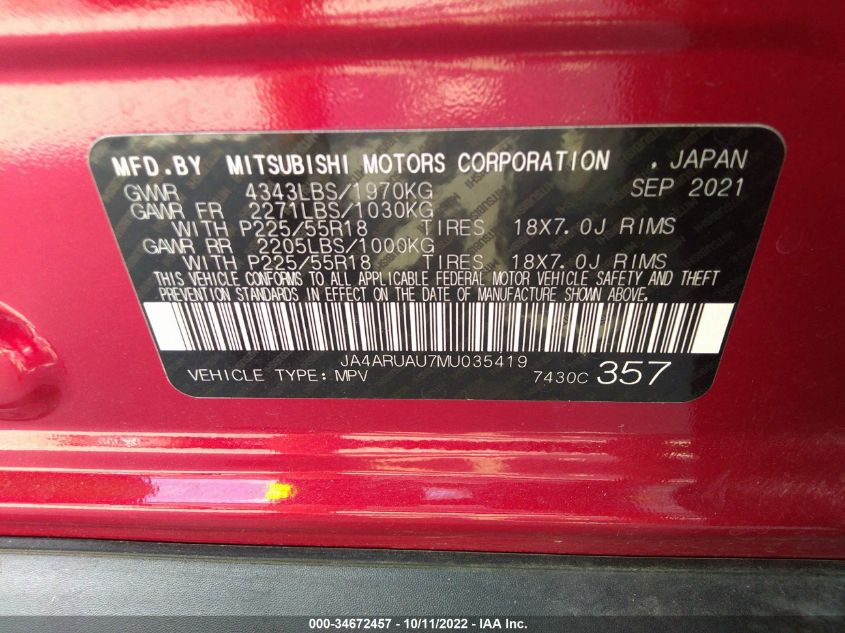 MFD.BY MITSUBISHI MOTORS CORPORATION . JAPAN
GVWR 4343LBS/1970KG SEP 2021
GAWR FR 2271LBS/1030KG
WITH P225/55R18 TIRES 18X7.0J RIMS
GAWR RR 2205LBS/1000KG
WITH P225/55R18 TIRES 18X7.0J RIMS
THIS VEHICLE CONFORMS TO ALL APPLICABLE FEDERAL MOTOR VEHICLE SAFETY AND THEFT
PREVENTION STANDARDS IN EFFECT ON THE DATE OF MANUFACTURE SHOWN ABOVE.
JA4ARUAU7MU035419
VEHICLE TYPE: MPV 7430C 357
000-34672457 - 10/11/2022 - IAAI.com.